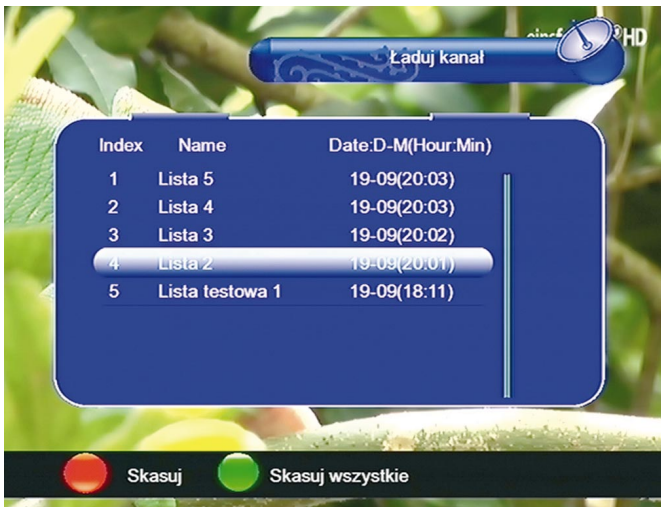 HD
Ładuj kanał
Index Name Date:D-M(Hour:Min)
1 Lista 5 19-09(20:03)
2 Lista 4 19-09(20:03)
3 Lista 3 19-09(20:02)
4 Lista 2 19-09(20:01)
5 Lista testowa 1 19-09(18:11)
Skasuj Skasuj wszystkie